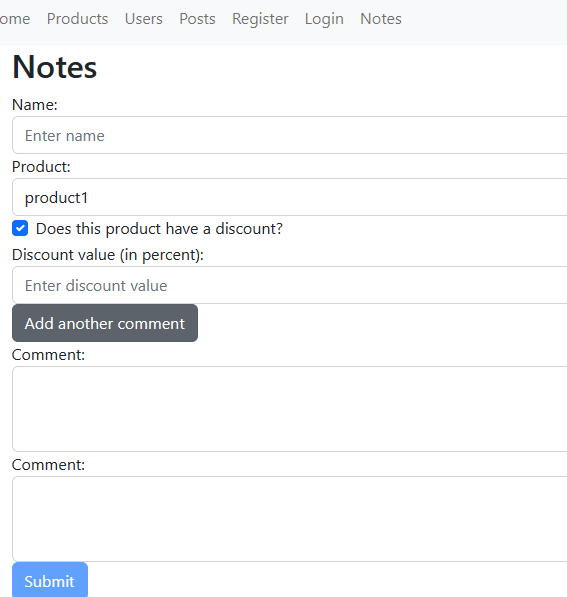 ome Products Users Posts Register Login Notes
Notes
Name:
Enter name
Product:
product1
Does this product have a discount?
Discount value (in percent):
Enter discount value
Add another comment
Comment:
Comment:
Submit